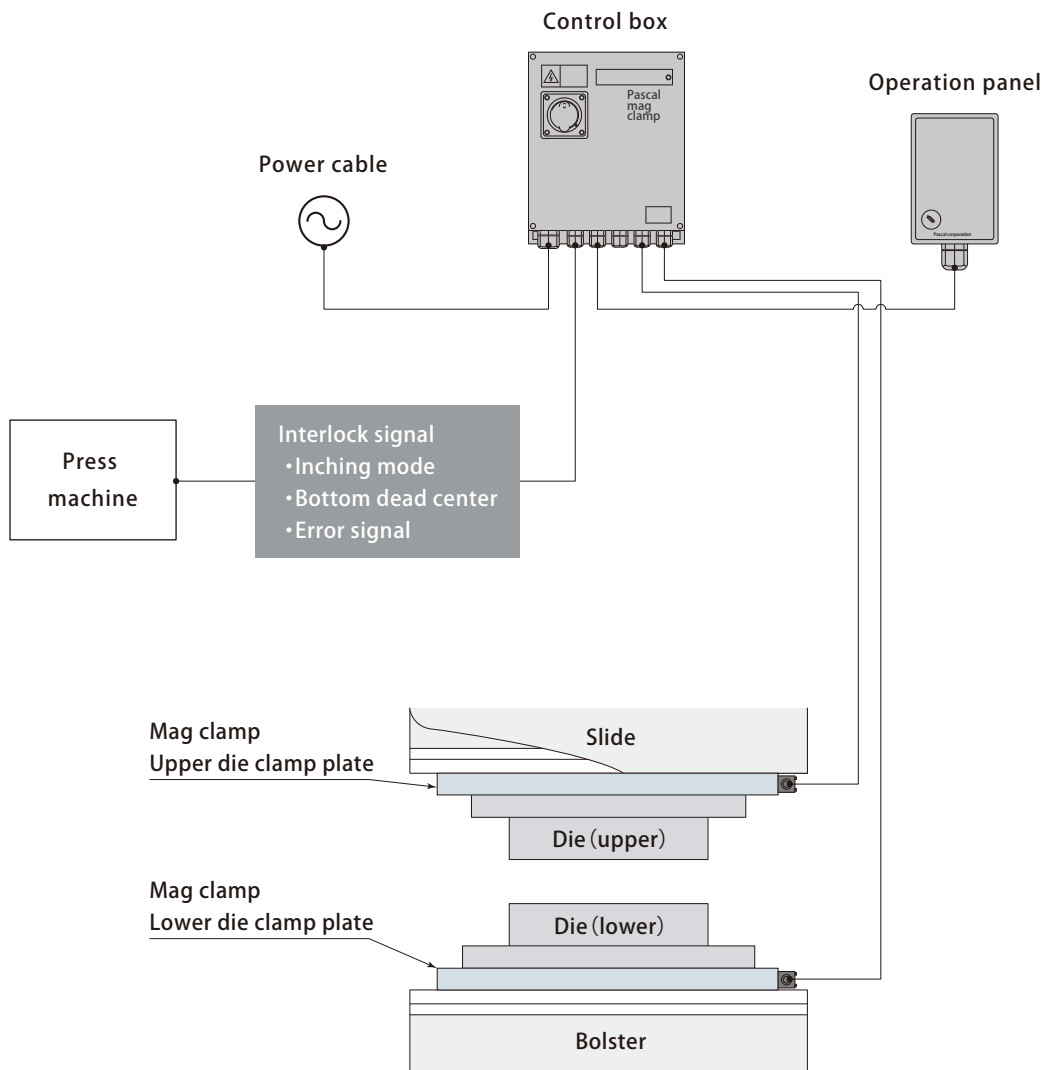 Control box
Operation panel
Pascal
mag
clamp
Power cable
Pascal corporation
Interlock signal
・Inching mode
・Bottom dead center
・Error signal
Press
machine
Mag clamp
Upper die clamp plate
Slide
Die (upper)
Mag clamp
Lower die clamp plate
Die (lower)
Bolster